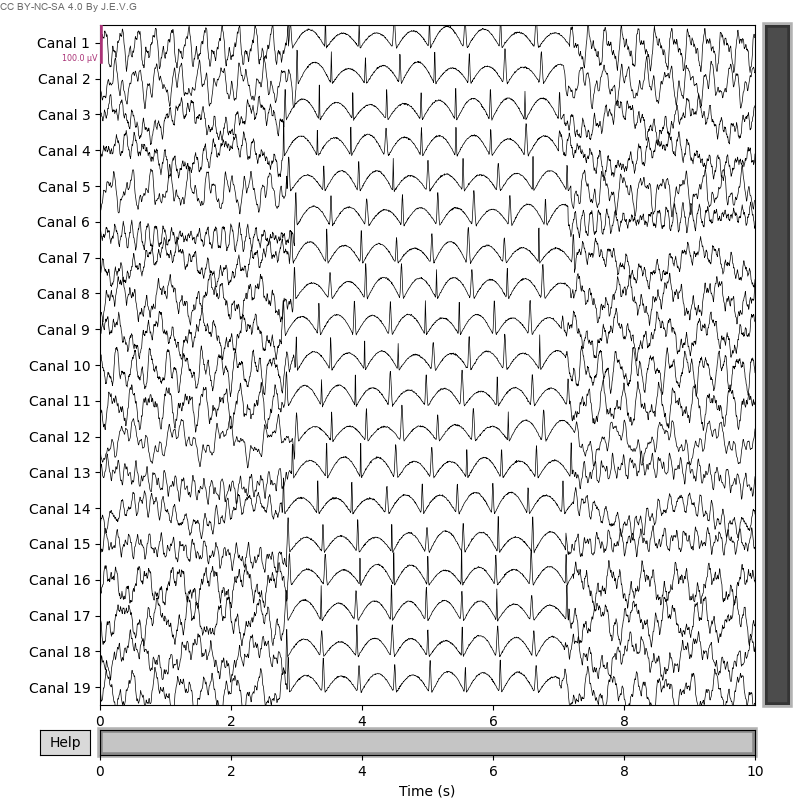 CC BY-NC-SA 4.0 By J.E.V.G
Canal 1
100.0 µV
Canal 2
Canal 3
Canal 4
Canal 5
Canal 6
Canal 7
Canal 8
Canal 9
Canal 10
Canal 11
Canal 12
Canal 13
Canal 14
Canal 15
Canal 16
Canal 17
Canal 18
Canal 19
0 2 4 6 8
Help
0 2 4 6 8 10
Time (s)